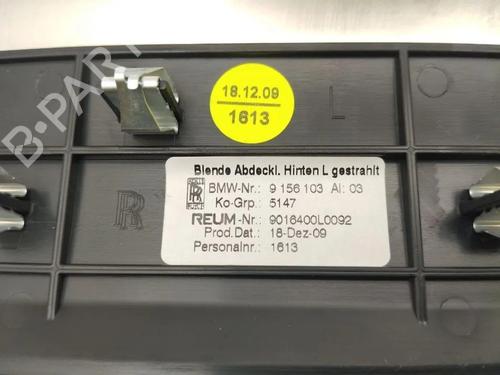 18.12.09
1613
L
Blende Abdeckl. Hinten L gestrahlt
BMW-Nr.: 9 156 103 AI: 03
Ko-Grp.: 5147
REUM-Nr.: 9016400L0092
Prod.Dat.: 18-Dez-09
Personalnr.: 1613
B-PARTS